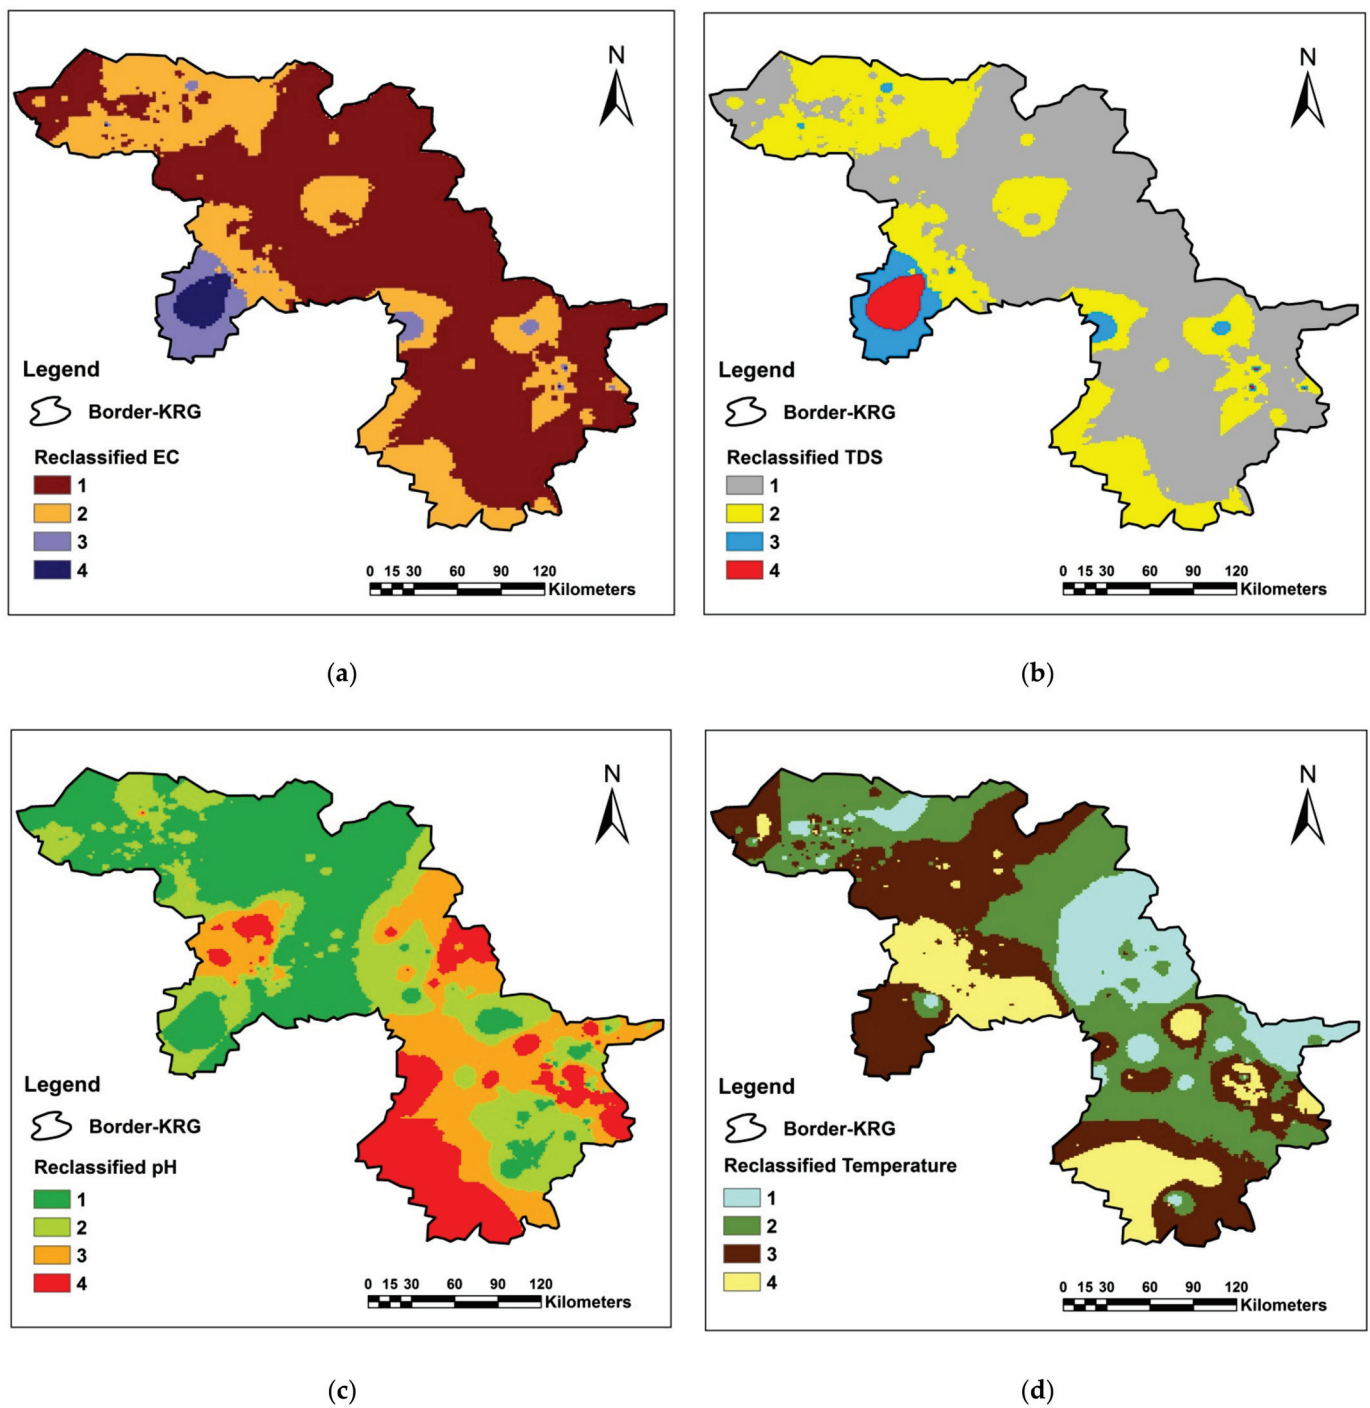 N
Legend
Border-KRG
Reclassified EC
1
2
3
4
0 15 30 60 90 120
Kilometers
(a)
N
Legend
Border-KRG
Reclassified TDS
1
2
3
4
0 15 30 60 90 120
Kilometers
(b)
N
Legend
Border-KRG
Reclassified pH
1
2
3
4
0 15 30 60 90 120
Kilometers
(c)
N
Legend
Border-KRG
Reclassified Temperature
1
2
3
4
0 15 30 60 90 120
Kilometers
(d)